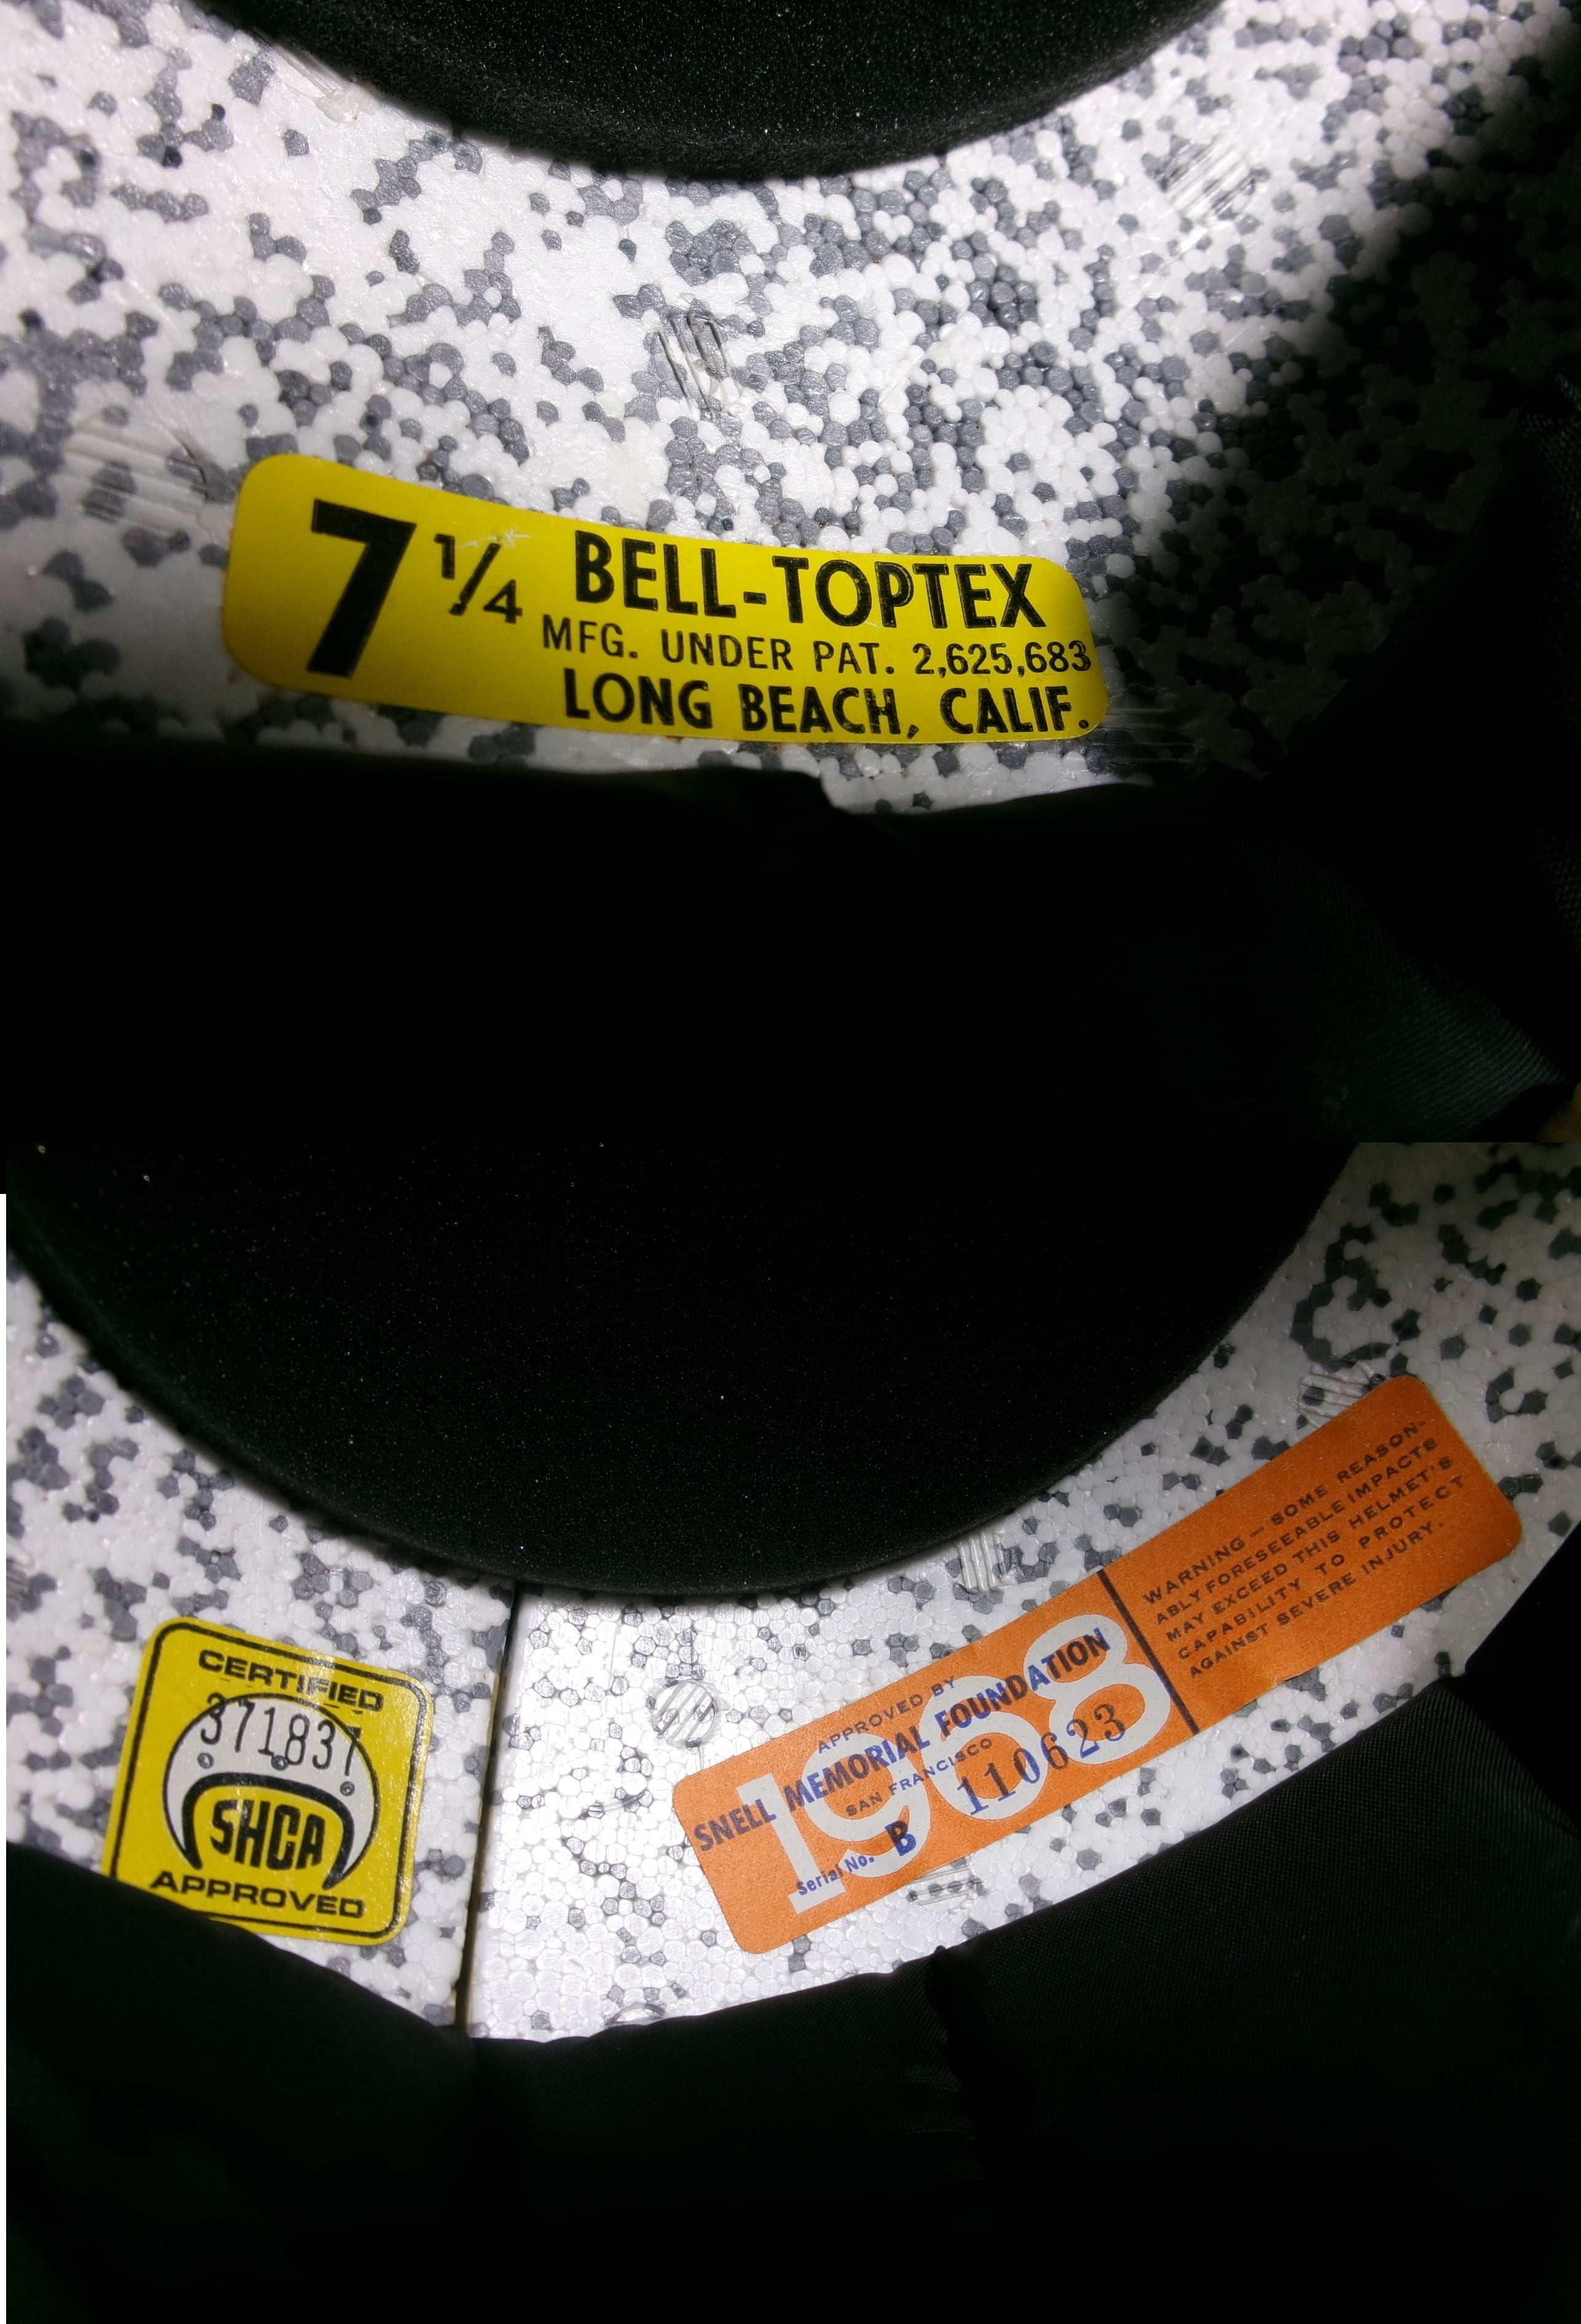 7 1/4
BELL-TOPTEX
MFG. UNDER PAT. 2,625,683
LONG BEACH, CALIF.
CERTIFIED
371837
SHCA
APPROVED
APPROVED BY
SNELL MEMORIAL FOUNDATION
SAN FRANCISCO
1968
Serial No. B 110623
WARNING — SOME REASON-
ABLY FORESEEABLE IMPACTS
MAY EXCEED THIS HELMET'S
CAPABILITY TO PROTECT
AGAINST SEVERE INJURY.